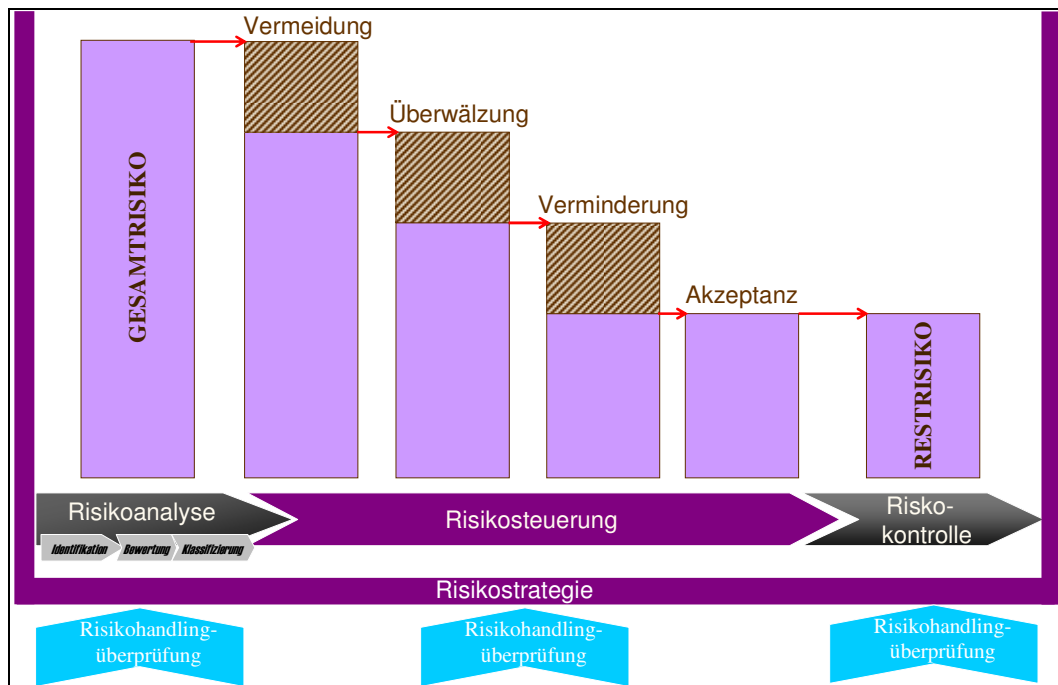 Vermeidung
Überwälzung
Verminderung
Akzeptanz
GESAMTRISIKO
RESTRISIKO
Risikoanalyse
Identifikation
Bewertung
Klassifizierung
Risikosteuerung
Risko-
kontrolle
Risikostrategie
Risikohandling-
überprüfung
Risikohandling-
überprüfung
Risikohandling-
überprüfung